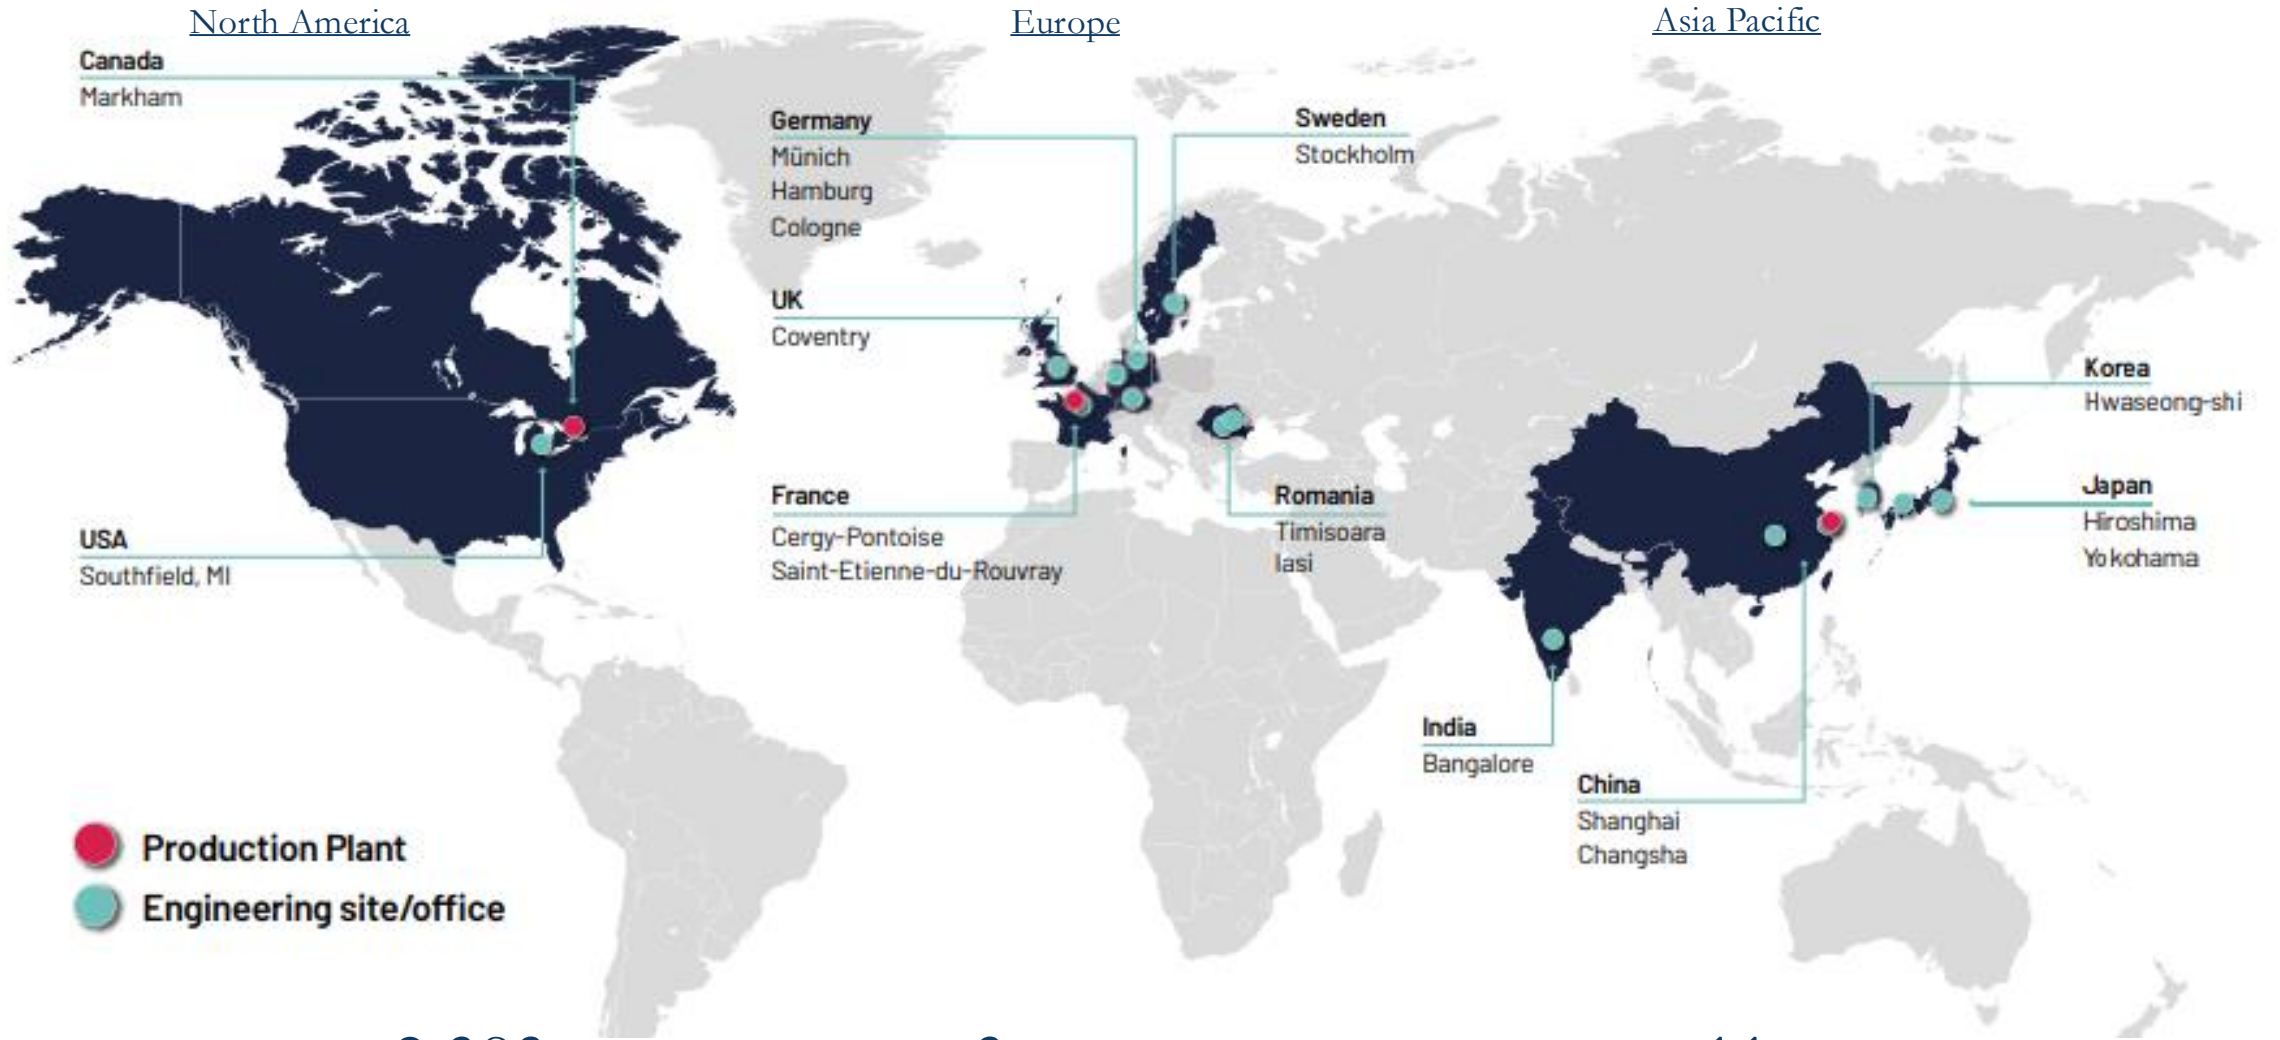 North America
Europe
Asia Pacific
Canada
Markham
Germany
Münich
Hamburg
Cologne
Sweden
Stockholm
UK
Coventry
Korea
Hwaseong-shi
France
Cergy-Pontoise
Saint-Etienne-du-Rouvray
Romania
Timisoara
Iasi
Japan
Hiroshima
Yokohama
USA
Southfield, MI
India
Bangalore
China
Shanghai
Changsha
Production Plant
Engineering site/office